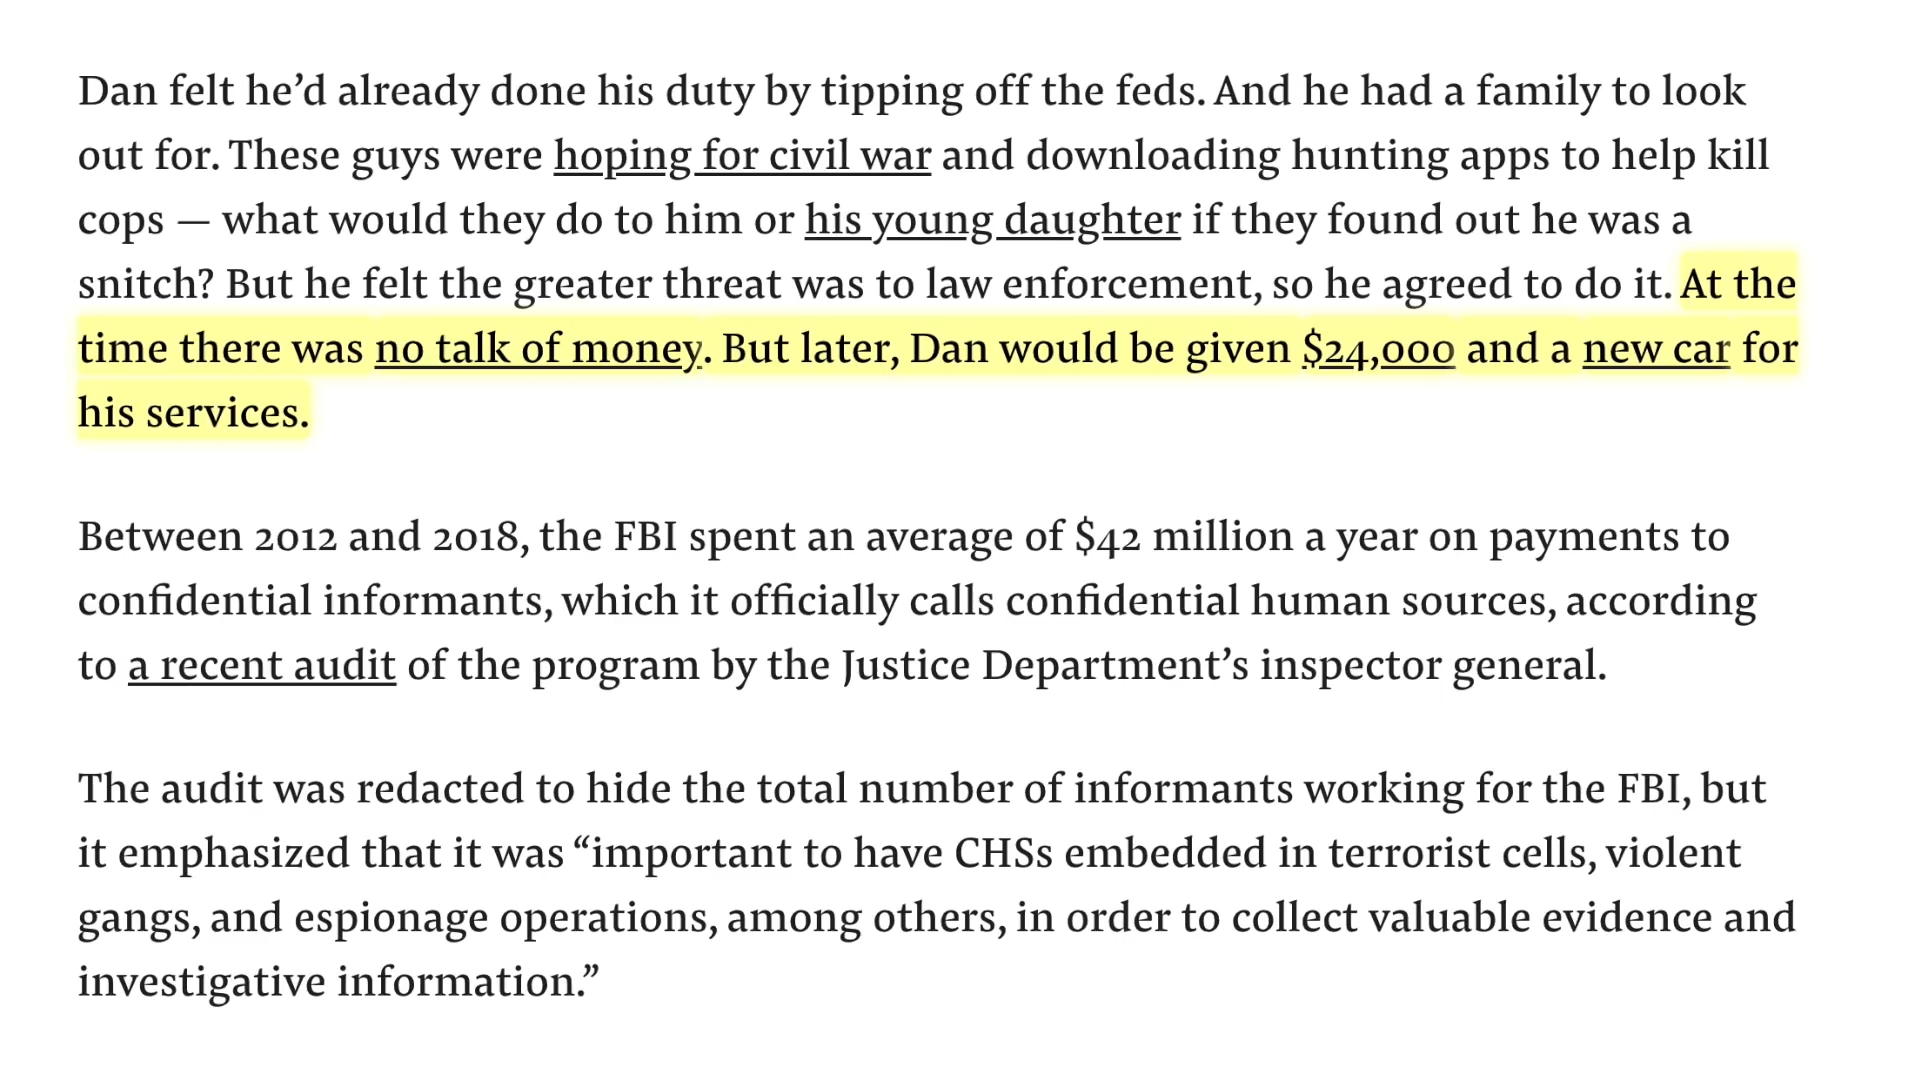 Dan felt he’d already done his duty by tipping off the feds. And he had a family to look
out for. These guys were hoping for civil war and downloading hunting apps to help kill
cops — what would they do to him or his young daughter if they found out he was a
snitch? But he felt the greater threat was to law enforcement, so he agreed to do it. At the
time there was no talk of money. But later, Dan would be given $24,000 and a new car for
his services.
Between 2012 and 2018, the FBI spent an average of $42 million a year on payments to
confidential informants, which it officially calls confidential human sources, according
to a recent audit of the program by the Justice Department’s inspector general.
The audit was redacted to hide the total number of informants working for the FBI, but
it emphasized that it was “important to have CHSs embedded in terrorist cells, violent
gangs, and espionage operations, among others, in order to collect valuable evidence and
investigative information.”